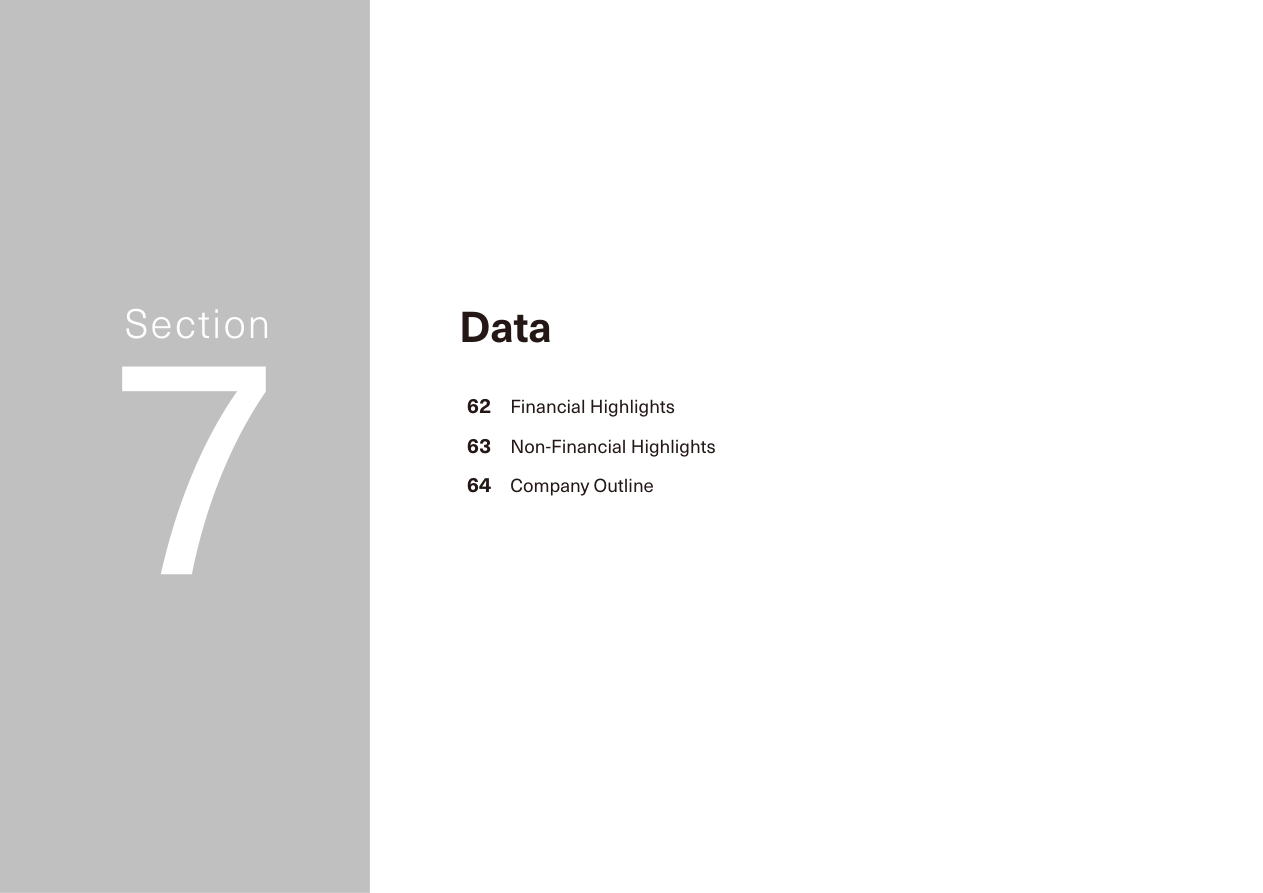 Section
7
Data
62 Financial Highlights
63 Non-Financial Highlights
64 Company Outline